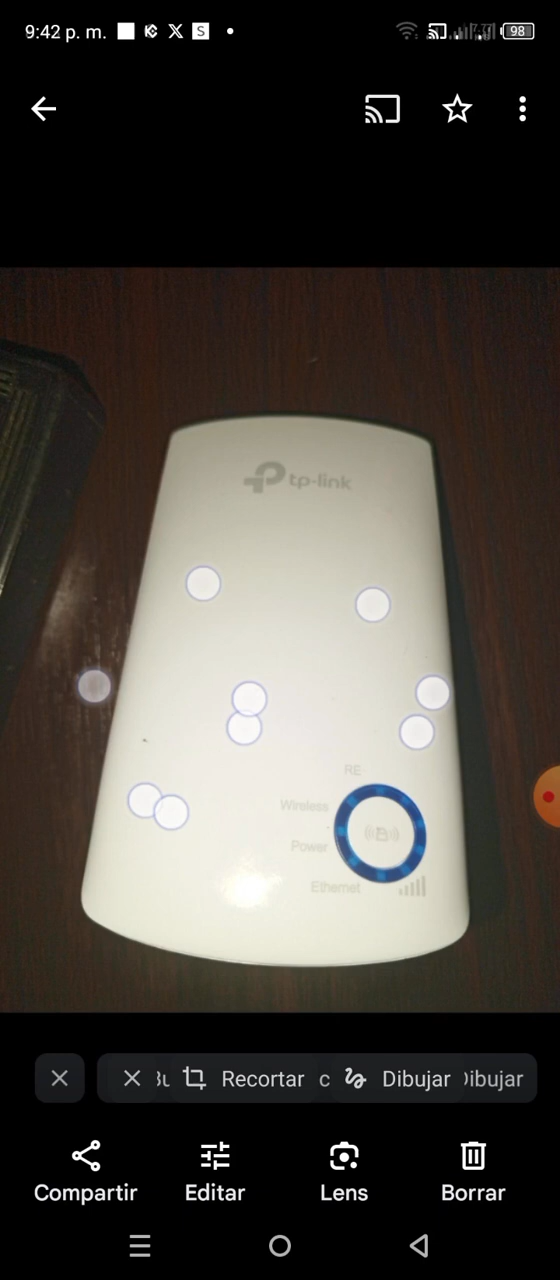 9:42 p. m.
98
tp-link
RE
Wireless
Power
Ethernet
Recortar
Dibujar
Compartir
Editar
Lens
Borrar